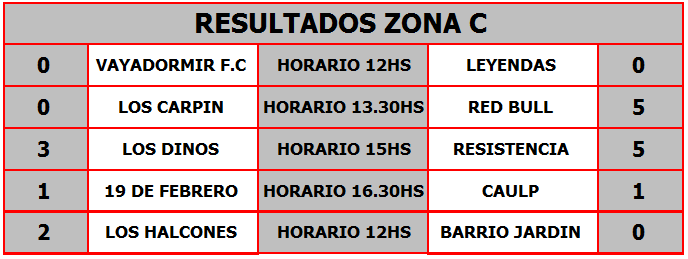 RESULTADOS ZONA C
0 VAYADORMIR F.C HORARIO 12HS LEYENDAS 0
0 LOS CARPIN HORARIO 13.30HS RED BULL 5
3 LOS DINOS HORARIO 15HS RESISTENCIA 5
1 19 DE FEBRERO HORARIO 16.30HS CAULP 1
2 LOS HALCONES HORARIO 12HS BARRIO JARDIN 0